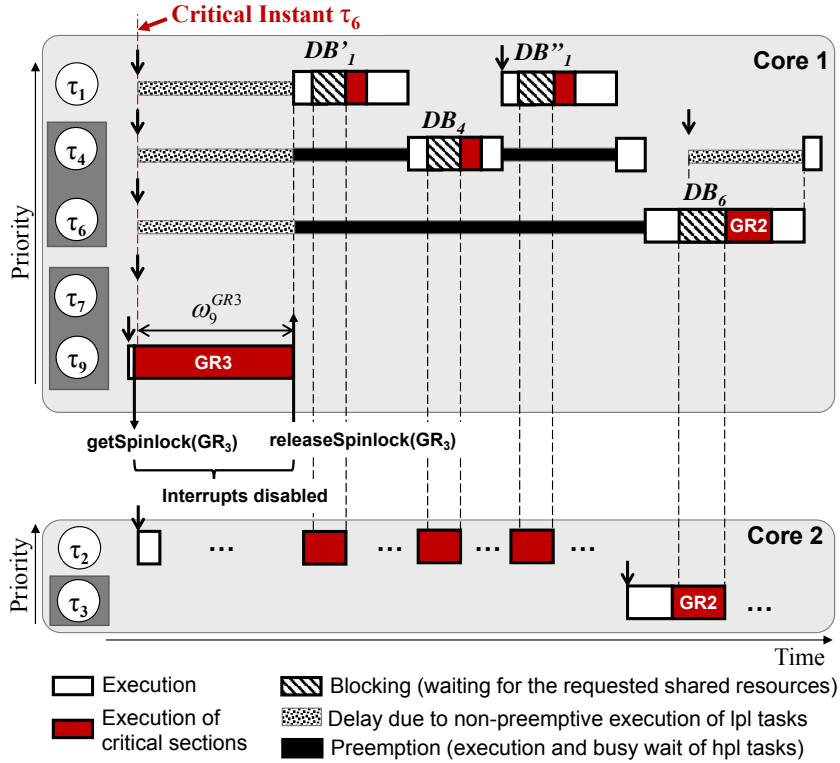 Critical Instant τ6
Core 1
Priority
τ1
DB'1
DB''1
τ4
DB4
τ6
DB6
GR2
τ7
ω9^GR3
τ9
GR3
getSpinlock(GR3)
releaseSpinlock(GR3)
Interrupts disabled
Core 2
Priority
τ2
... ... ... ...
τ3
GR2
...
Time
Execution
Blocking (waiting for the requested shared resources)
Execution of
critical sections
Delay due to non-preemptive execution of lpl tasks
Preemption (execution and busy wait of hpl tasks)